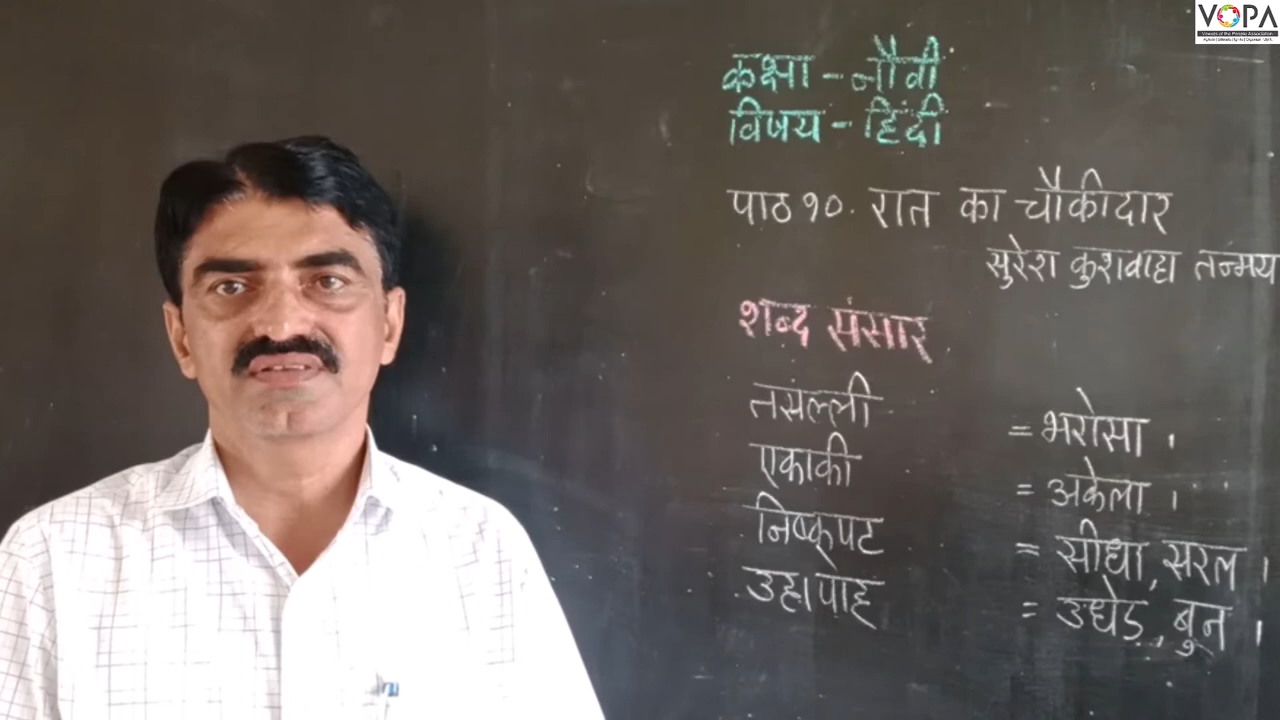 VOPA
कक्षा - नौवीं
विषय - हिंदी
पाठ १०. रात का चौकीदार
सुरेश कुशवाहा तन्मय
शब्द संसार
तसल्ली = भरोसा ।
एकाकी = अकेला ।
निष्कपट = सीधा, सरल ।
उहापोह = उधेड, बुन ।